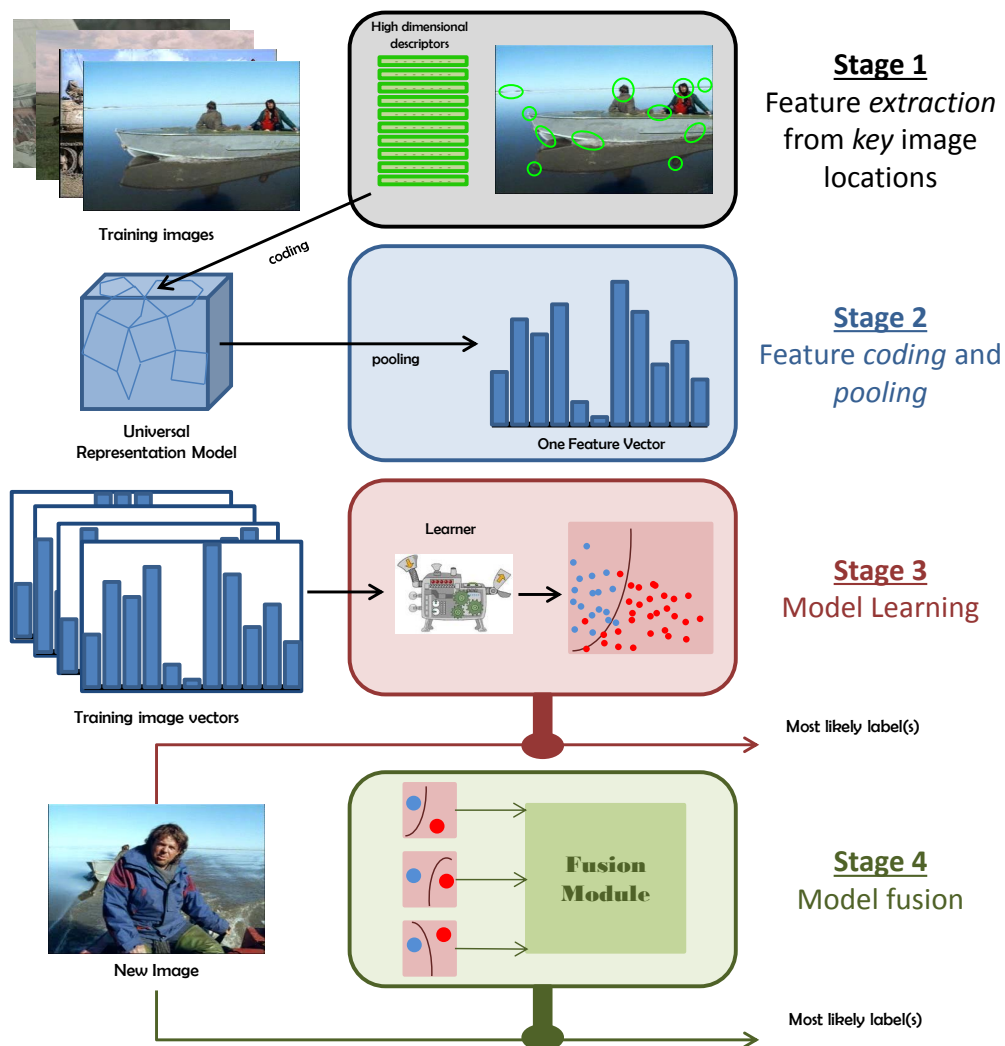 High dimensional
descriptors
Stage 1
Feature extraction
from key image
locations
Training images
coding
Stage 2
Feature coding and
pooling
pooling
Universal
Representation Model
One Feature Vector
Learner
Stage 3
Model Learning
Training image vectors
Most likely label(s)
Fusion
Module
Stage 4
Model fusion
New Image
Most likely label(s)